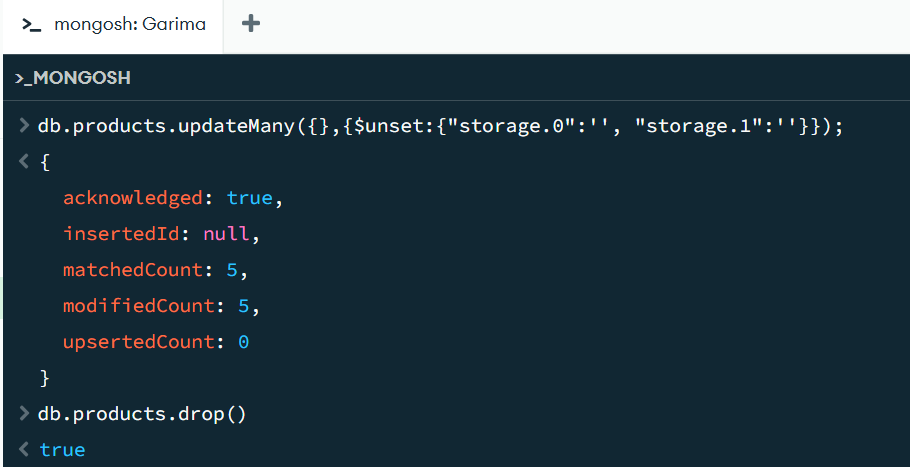 >_ mongosh: Garima +
>_MONGOSH
> db.products.updateMany({},{$unset:{"storage.0":'', "storage.1":''}});
< {
acknowledged: true,
insertedId: null,
matchedCount: 5,
modifiedCount: 5,
upsertedCount: 0
}
> db.products.drop()
< true